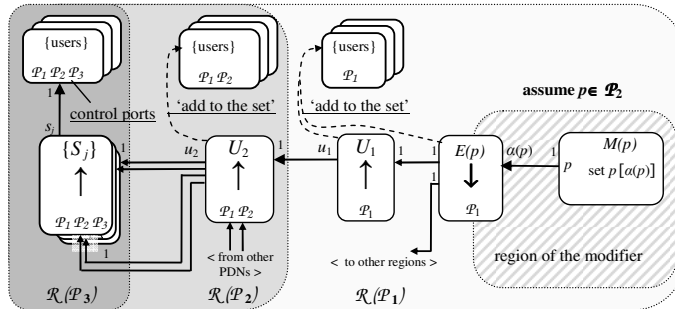 {users}
𝒫1 𝒫2 𝒫3
1
control ports
sj
{Sj}
𝒫1 𝒫2 𝒫3
1
1
ℛ(𝒫3)
{users}
𝒫1 𝒫2
'add to the set'
u2
U2
𝒫1 𝒫2
< from other
PDNs >
ℛ(𝒫2)
{users}
𝒫1
'add to the set'
1
u1
U1
𝒫1
1
1
ℛ(𝒫1)
< to other regions >
assume p∈ 𝒫2
E(p)
𝒫1
α(p)
1
M(p)
p
set p [α(p)]
region of the modifier